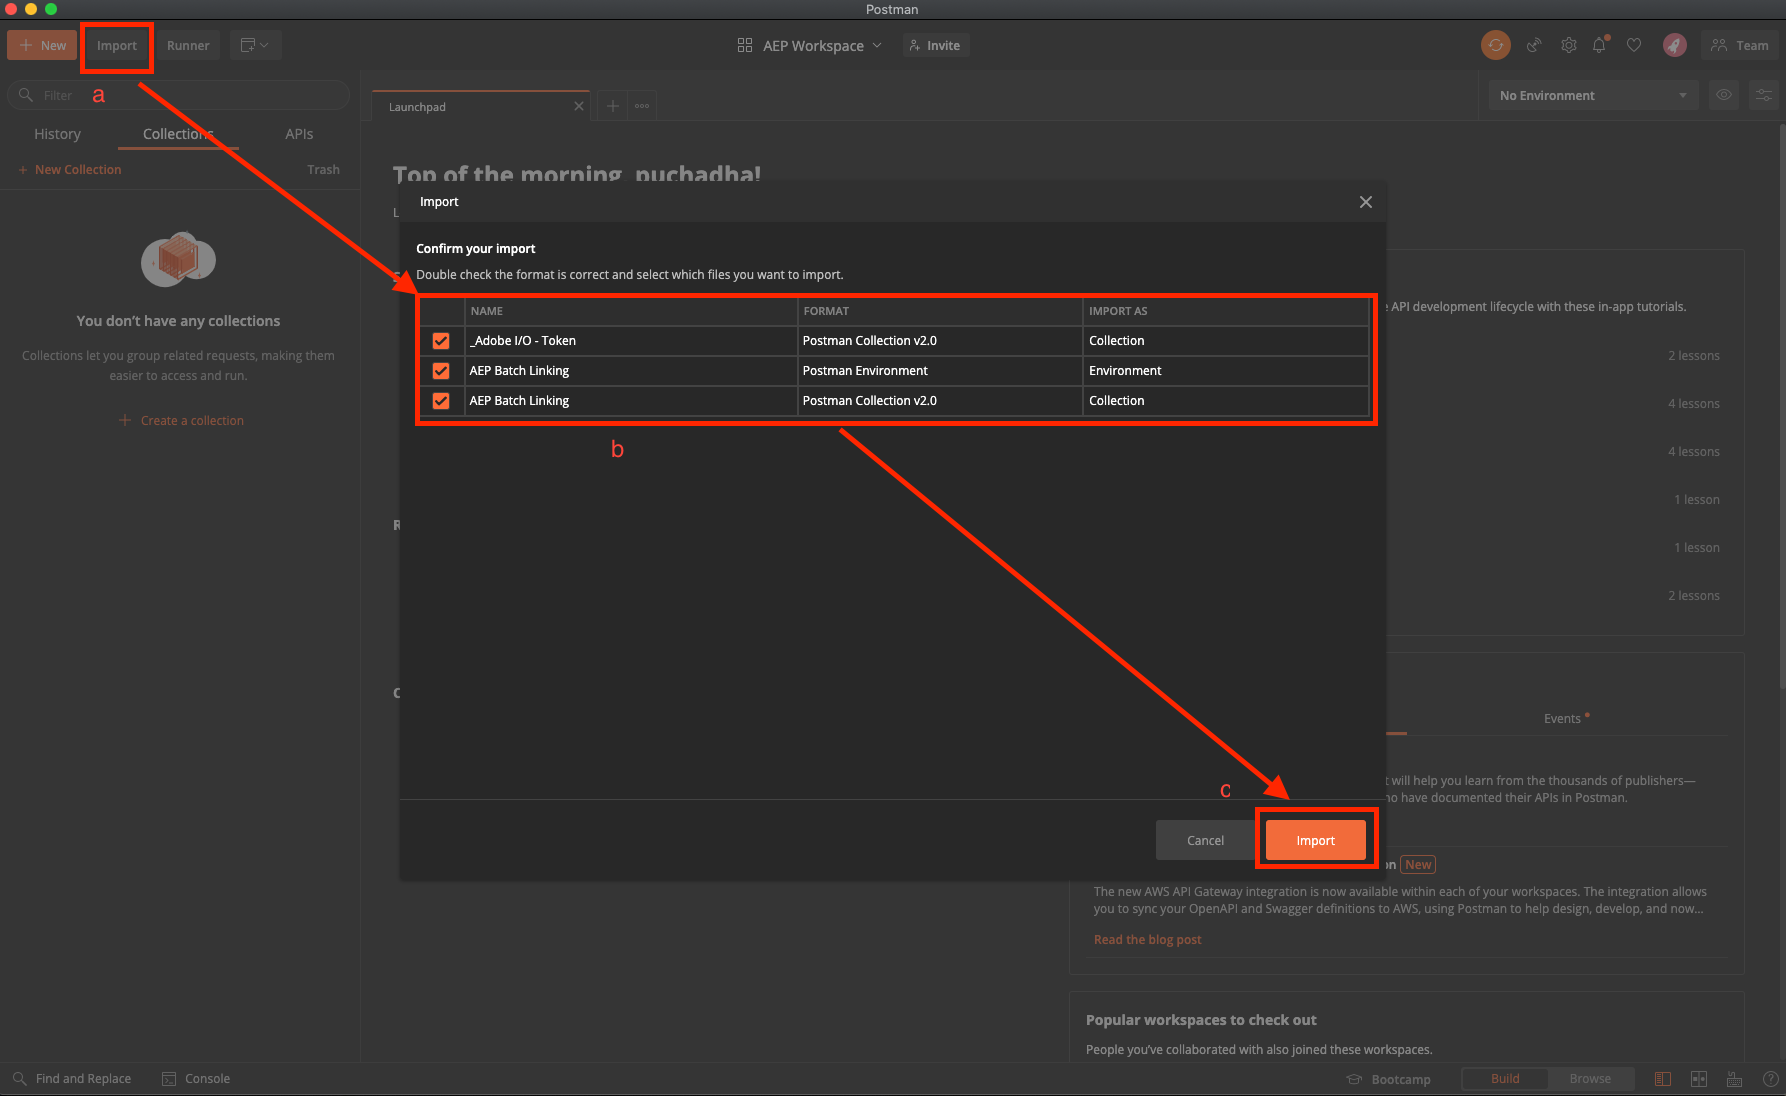 Postman
New
Import
Runner
AEP Workspace
Invite
Team
Filter
a
Launchpad
No Environment
History
Collections
APIs
New Collection
Trash
Top of the morning, puchadha!
L
Import
Confirm your import
Double check the format is correct and select which files you want to import.
NAME
FORMAT
IMPORT AS
_Adobe I/O - Token
Postman Collection v2.0
Collection
AEP Batch Linking
Postman Environment
Environment
AEP Batch Linking
Postman Collection v2.0
Collection
b
You don't have any collections
Collections let you group related requests, making them
easier to access and run.
Create a collection
API development lifecycle with these in-app tutorials.
2 lessons
4 lessons
4 lessons
1 lesson
1 lesson
2 lessons
Events
t will help you learn from the thousands of publishers—
ho have documented their APIs in Postman.
c
Cancel
Import
on New
The new AWS API Gateway integration is now available within each of your workspaces. The integration allows
you to sync your OpenAPI and Swagger definitions to AWS, using Postman to help design, develop, and now...
Read the blog post
Popular workspaces to check out
People you've collaborated with also joined these workspaces.
Find and Replace
Console
Bootcamp
Build
Browse